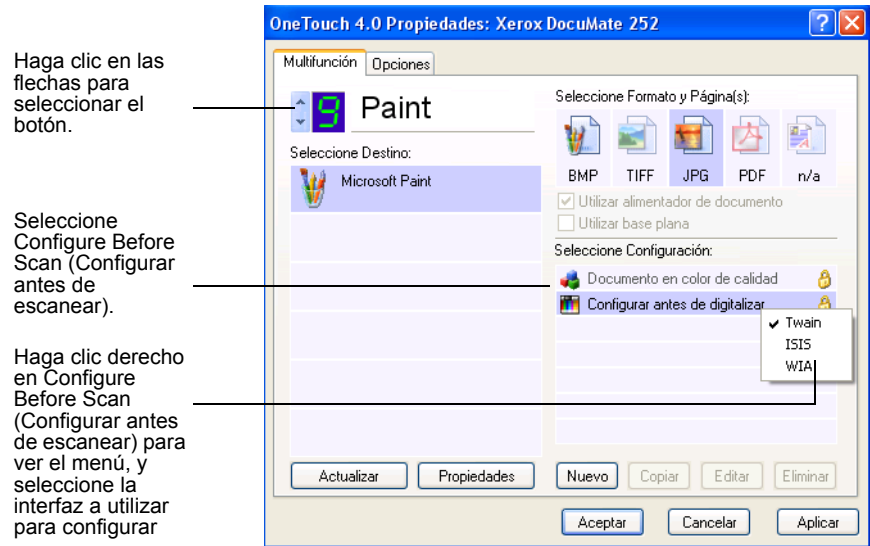 OneTouch 4.0 Propiedades: Xerox DocuMate 252
Haga clic en las
flechas para
seleccionar el
botón.
Seleccione
Configure Before
Scan (Configurar
antes de
escanear).
Haga clic derecho
en Configure
Before Scan
(Configurar antes
de escanear) para
ver el menú, y
seleccione la
interfaz a utilizar
para configurar
Multifunción Opciones
9 Paint
Seleccione Destino:
Microsoft Paint
Actualizar Propiedades
Seleccione Formato y Página(s):
BMP TIFF JPG PDF n/a
Utilizar alimentador de documento
Utilizar base plana
Seleccione Configuración:
Documento en color de calidad
Configurar antes de digitalizar
Twain
ISIS
WIA
Nuevo Copiar Editar Eliminar
Aceptar Cancelar Aplicar